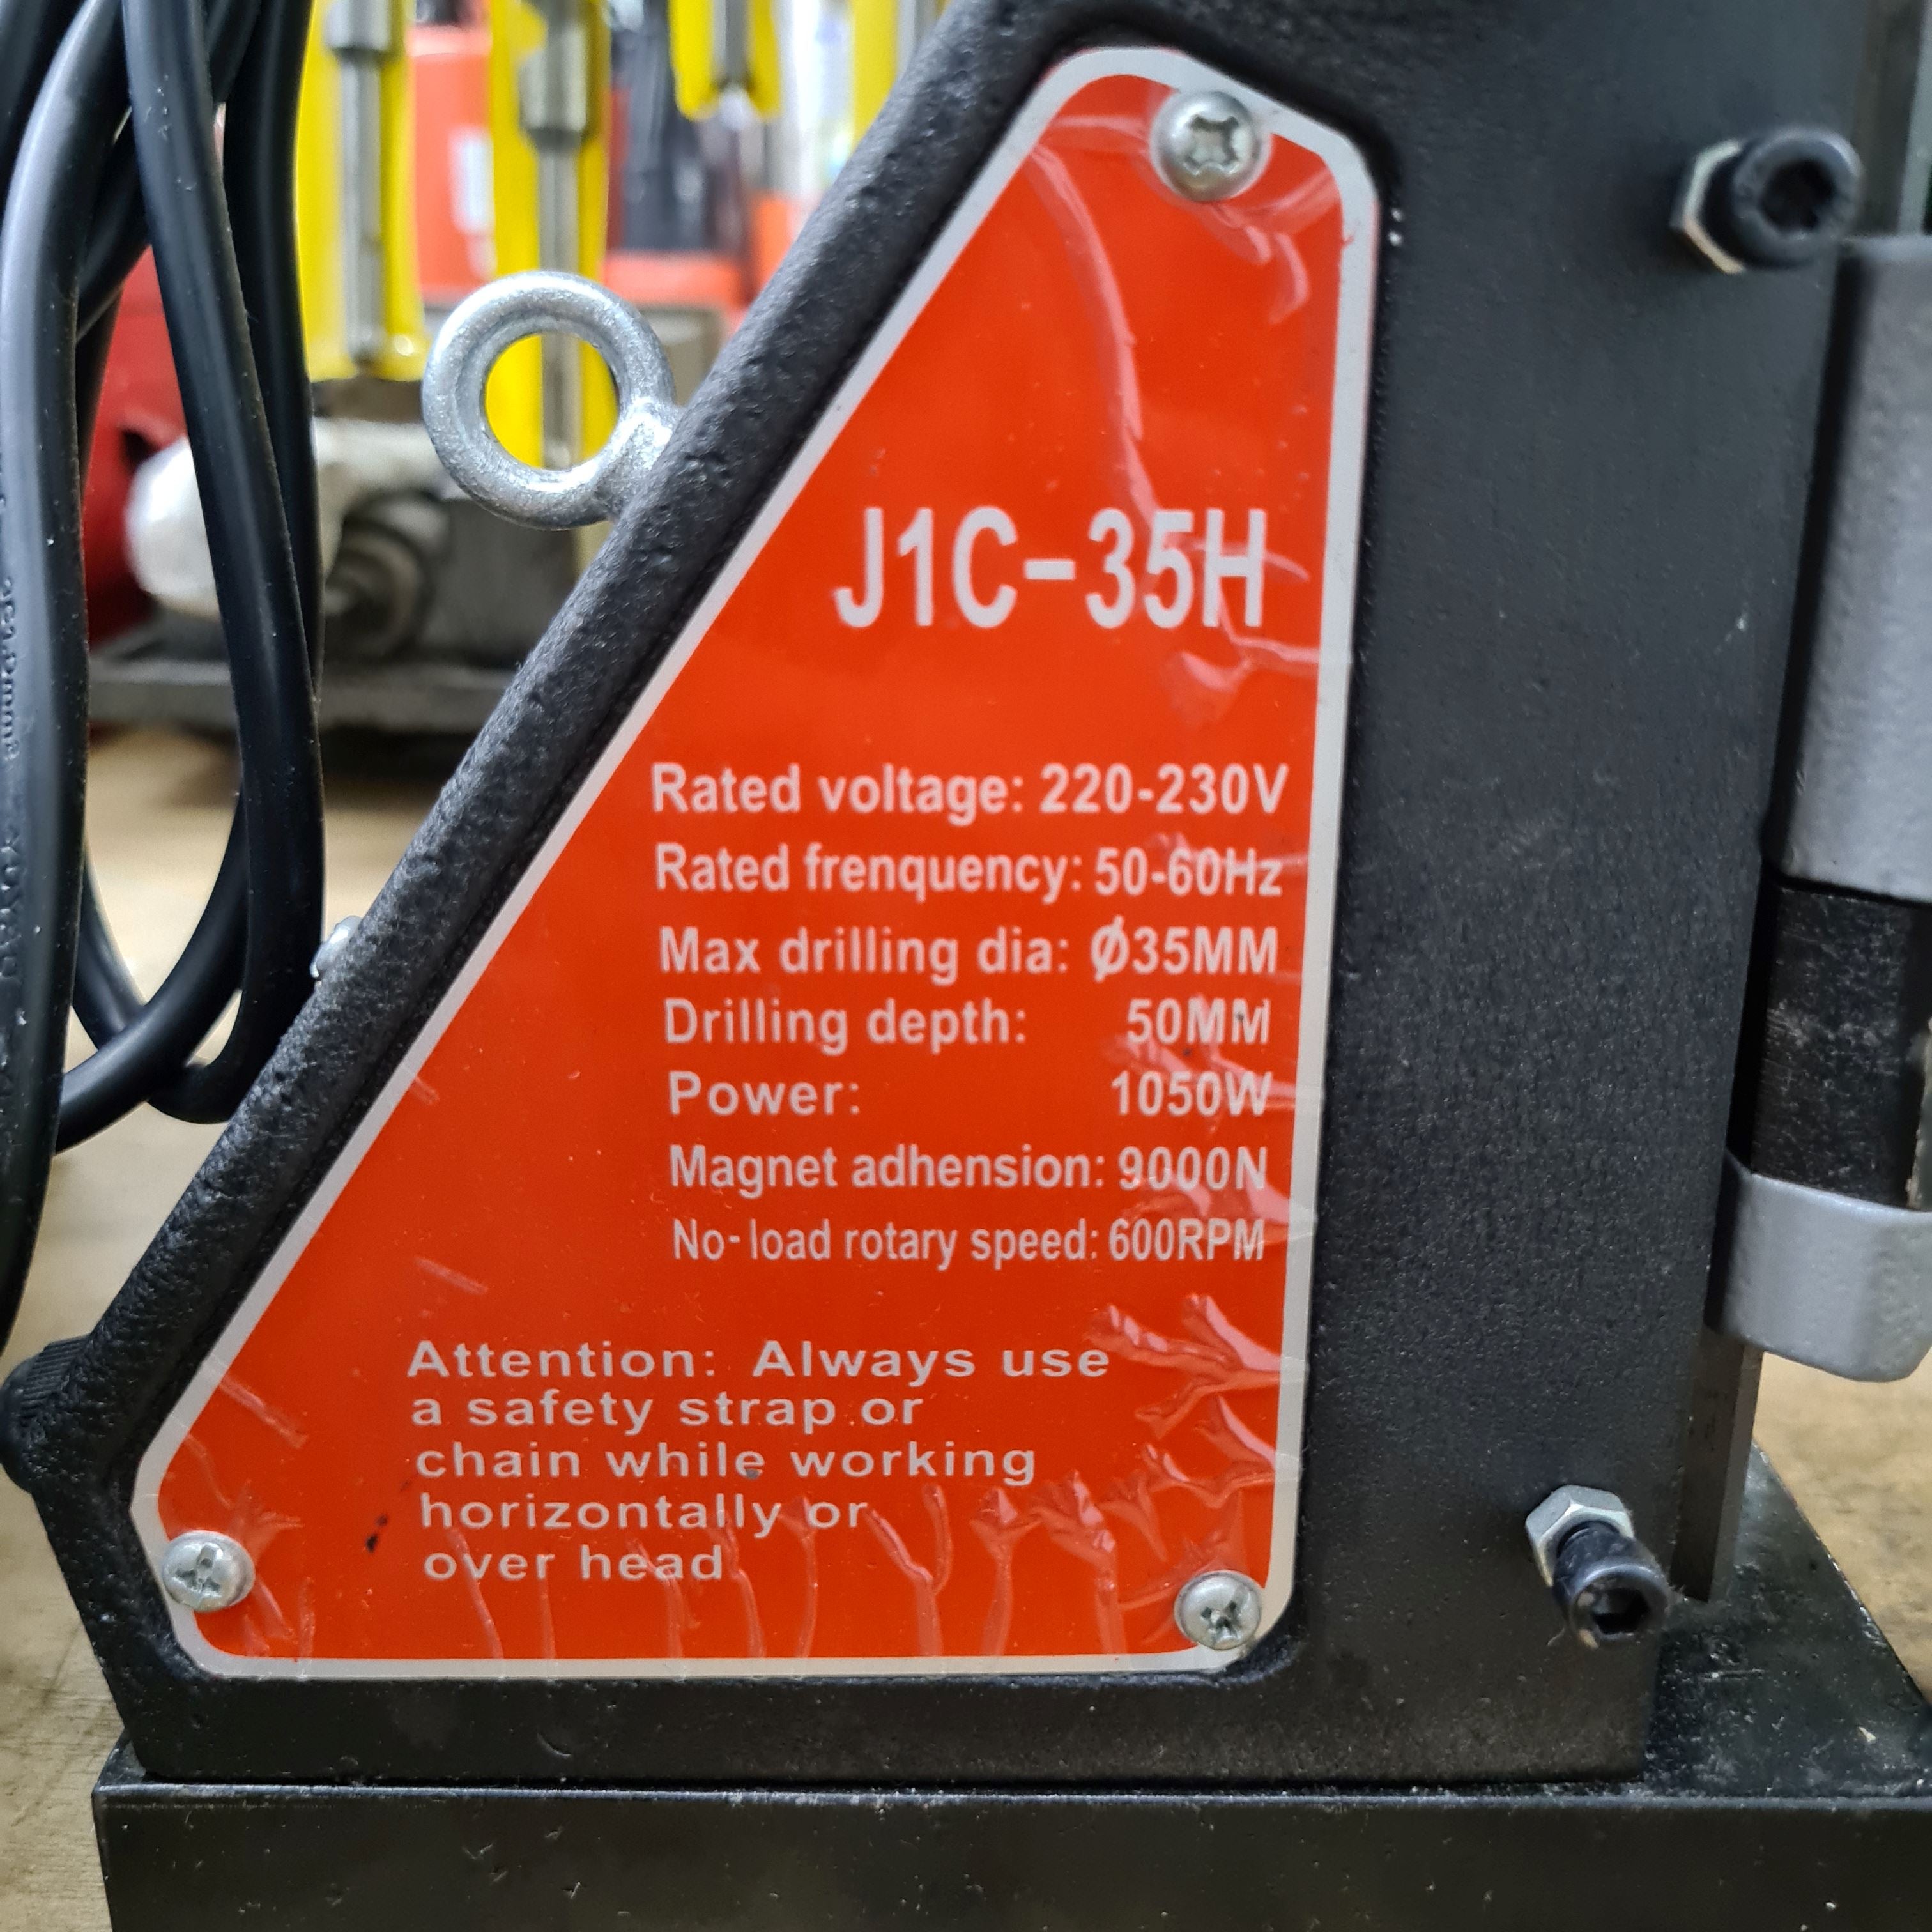 J1C-35H
Rated voltage: 220-230V
Rated frenquency: 50-60Hz
Max drilling dia: Ø35MM
Drilling depth: 50MM
Power: 1050W
Magnet adhension: 9000N
No-load rotary speed: 600RPM
Attention: Always use
a safety strap or
chain while working
horizontally or
over head